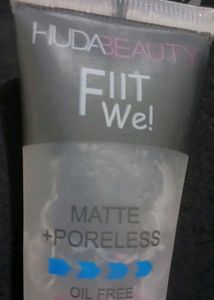 HUDABEAUTY
FIIT
We!
MATTE
+PORELESS
OIL FREE